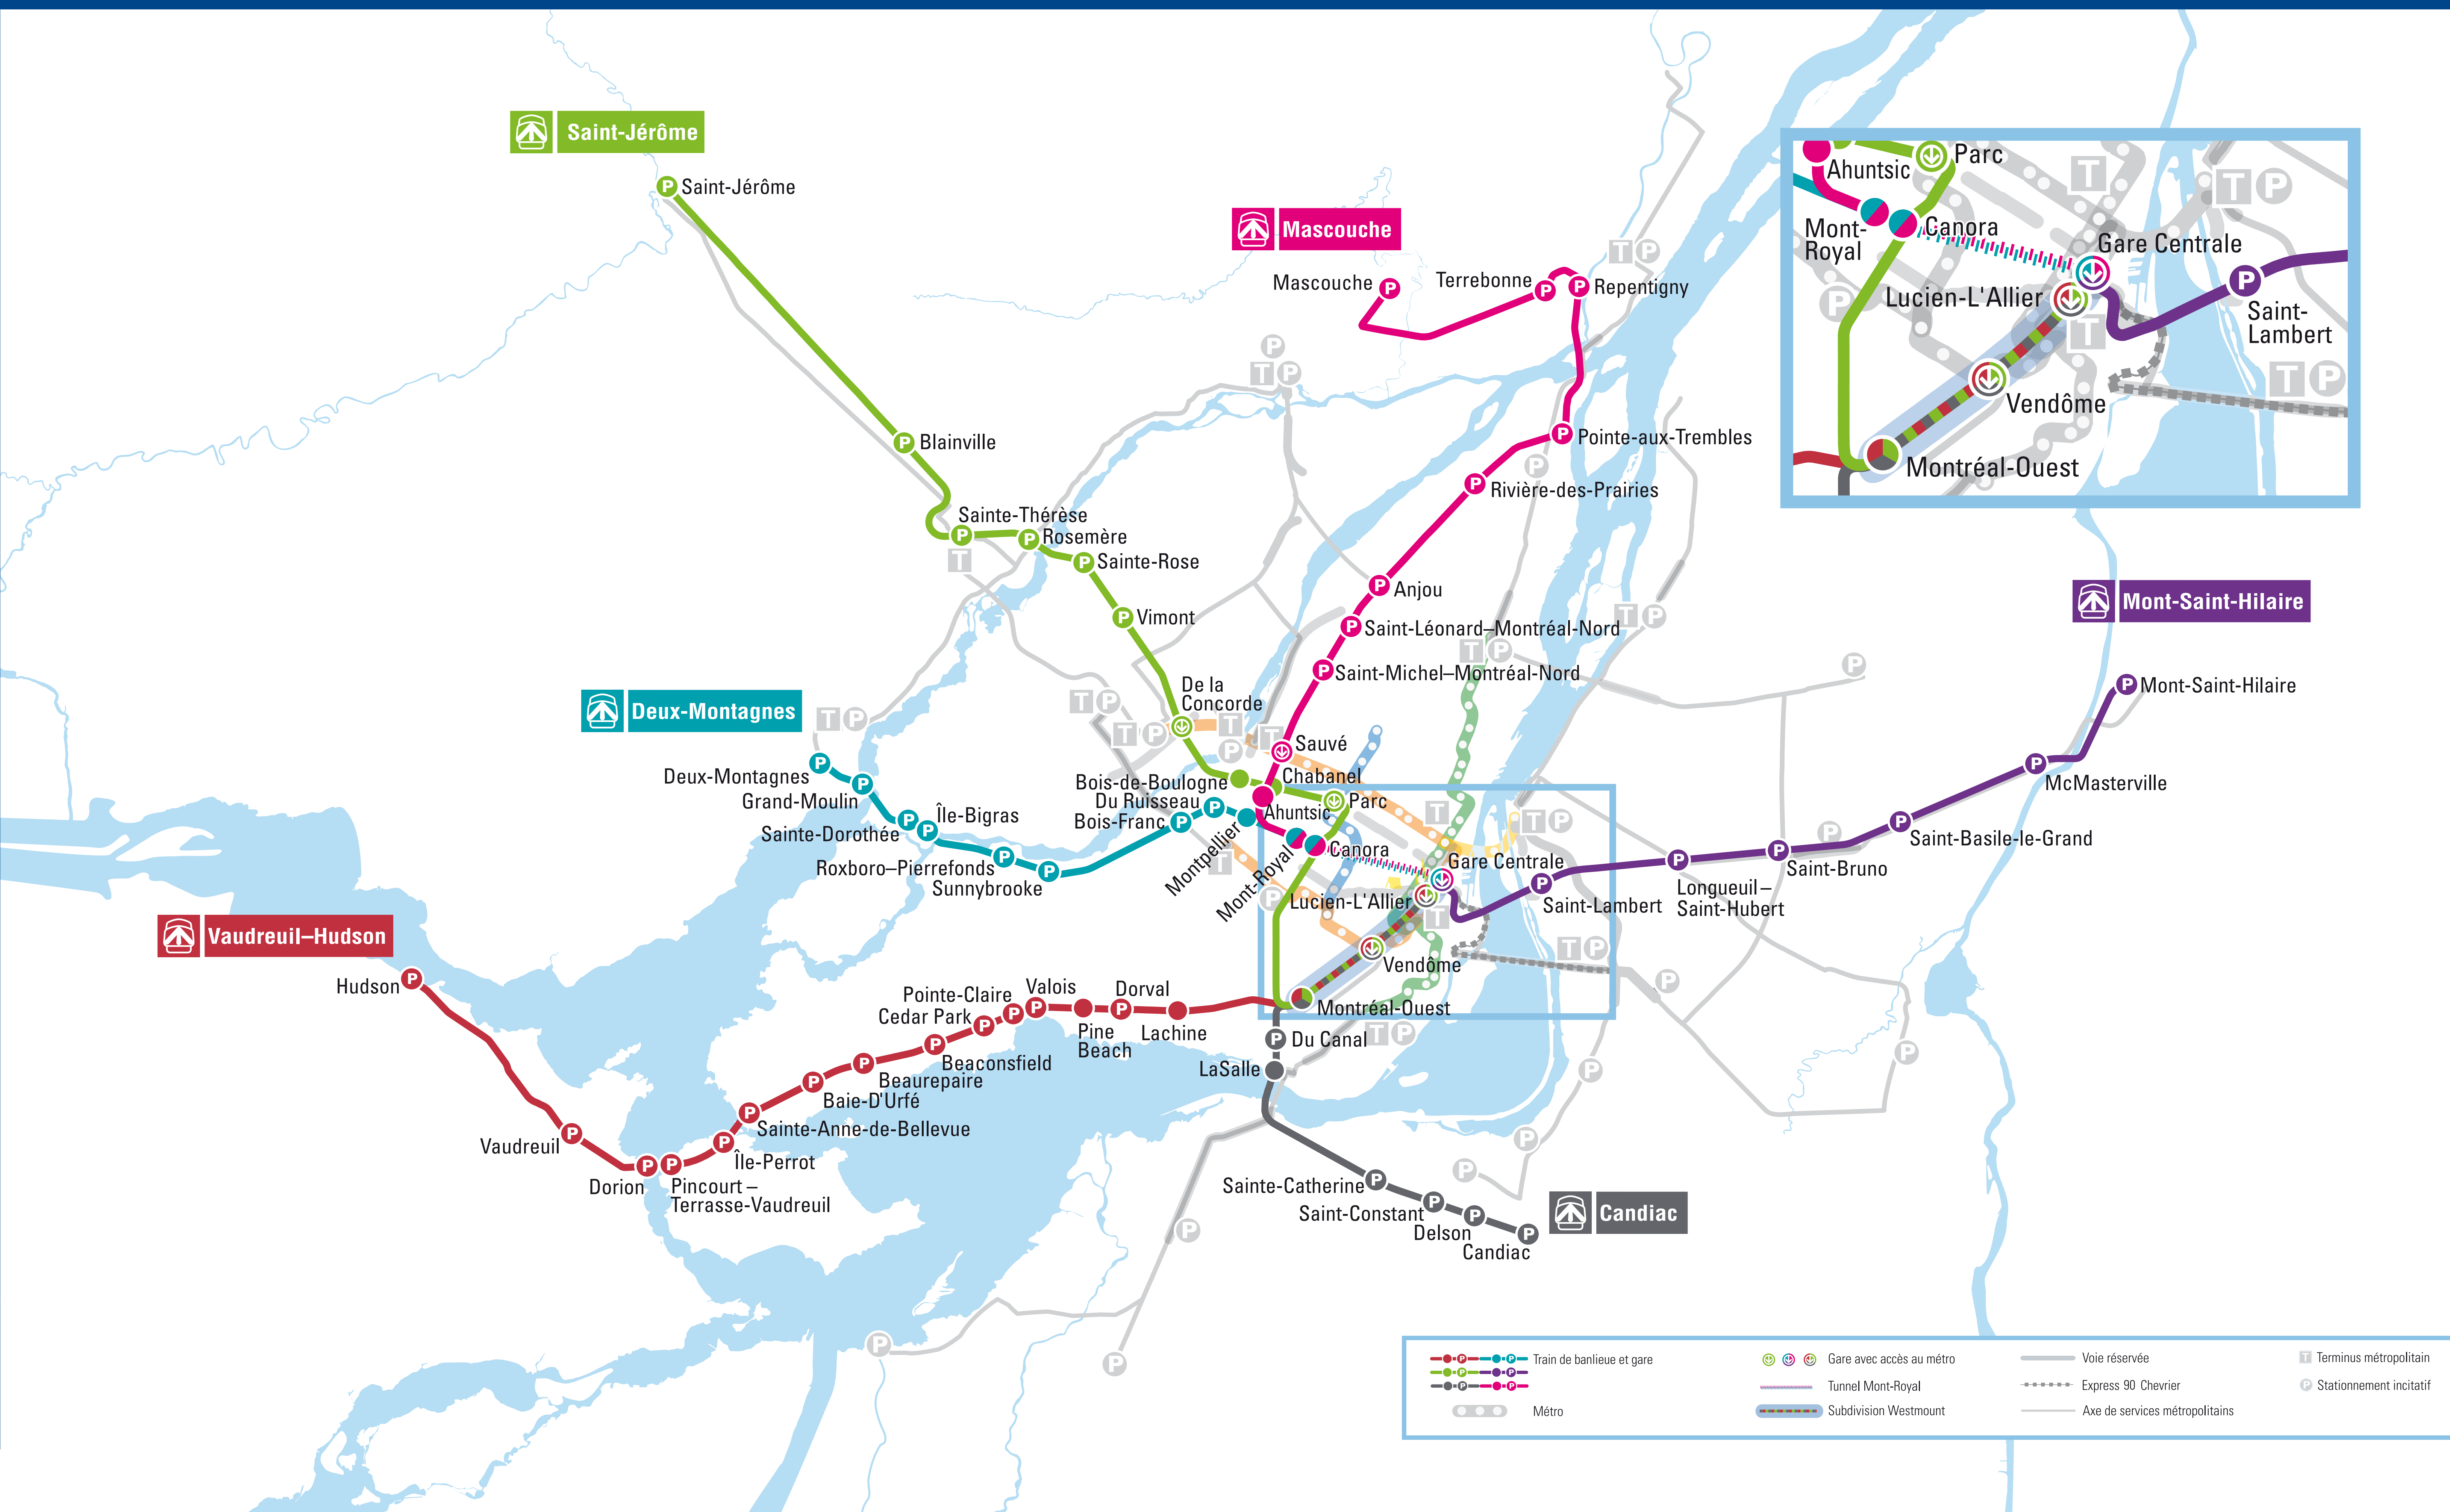 Saint-Jérôme
Saint-Jérôme
Blainville
Sainte-Thérèse
Rosemère
Sainte-Rose
Vimont
De la
Concorde
Bois-de-Boulogne
Chabanel
Parc
Mascouche
Mascouche
Terrebonne
Repentigny
Pointe-aux-Trembles
Rivière-des-Prairies
Anjou
Saint-Léonard–Montréal-Nord
Saint-Michel–Montréal-Nord
Sauvé
Ahuntsic
Mont-Royal
Canora
Gare Centrale
Deux-Montagnes
Deux-Montagnes
Grand-Moulin
Sainte-Dorothée
Île-Bigras
Roxboro–Pierrefonds
Sunnybrooke
Bois-Franc
Du Ruisseau
Montpellier
Mont-Saint-Hilaire
Mont-Saint-Hilaire
McMasterville
Saint-Basile-le-Grand
Saint-Bruno
Longueuil–
Saint-Hubert
Saint-Lambert
Lucien-L'Allier
Vendôme
Montréal-Ouest
Vaudreuil–Hudson
Hudson
Vaudreuil
Dorion
Pincourt–
Terrasse-Vaudreuil
Île-Perrot
Sainte-Anne-de-Bellevue
Baie-D'Urfé
Beaurepaire
Beaconsfield
Cedar Park
Pointe-Claire
Valois
Pine
Beach
Dorval
Lachine
Du Canal
LaSalle
Sainte-Catherine
Saint-Constant
Delson
Candiac
Candiac
Ahuntsic
Parc
Mont-
Royal
Canora
Gare Centrale
Lucien-L'Allier
Saint-
Lambert
Vendôme
Montréal-Ouest
Train de banlieue et gare
Métro
Gare avec accès au métro
Tunnel Mont-Royal
Subdivision Westmount
Voie réservée
Express 90 Chevrier
Axe de services métropolitains
T Terminus métropolitain
P Stationnement incitatif